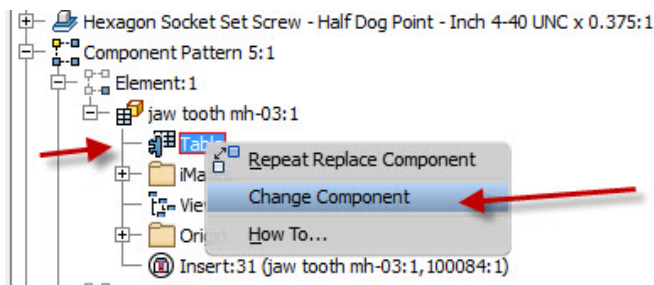 Hexagon Socket Set Screw - Half Dog Point - Inch 4-40 UNC x 0.375:1
Component Pattern 5:1
Element:1
jaw tooth mh-03:1
Table
Repeat Replace Component
Change Component
How To...
Insert:31 (jaw tooth mh-03:1,100084:1)